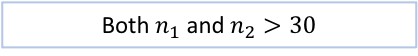 Both n₁ and n₂ > 30